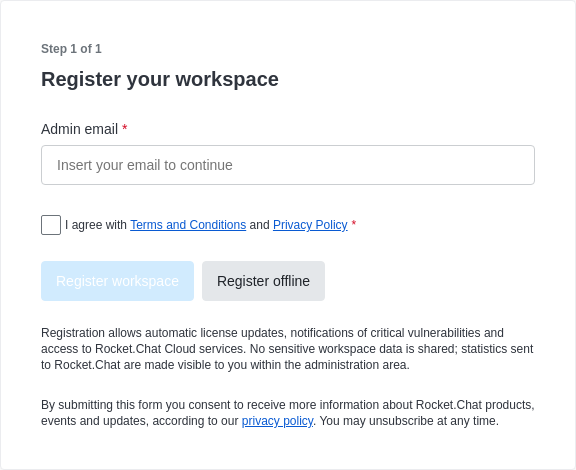 Step 1 of 1
Register your workspace
Admin email *
Insert your email to continue
I agree with Terms and Conditions and Privacy Policy *
Register workspace Register offline
Registration allows automatic license updates, notifications of critical vulnerabilities and
access to Rocket.Chat Cloud services. No sensitive workspace data is shared; statistics sent
to Rocket.Chat are made visible to you within the administration area.
By submitting this form you consent to receive more information about Rocket.Chat products,
events and updates, according to our privacy policy. You may unsubscribe at any time.